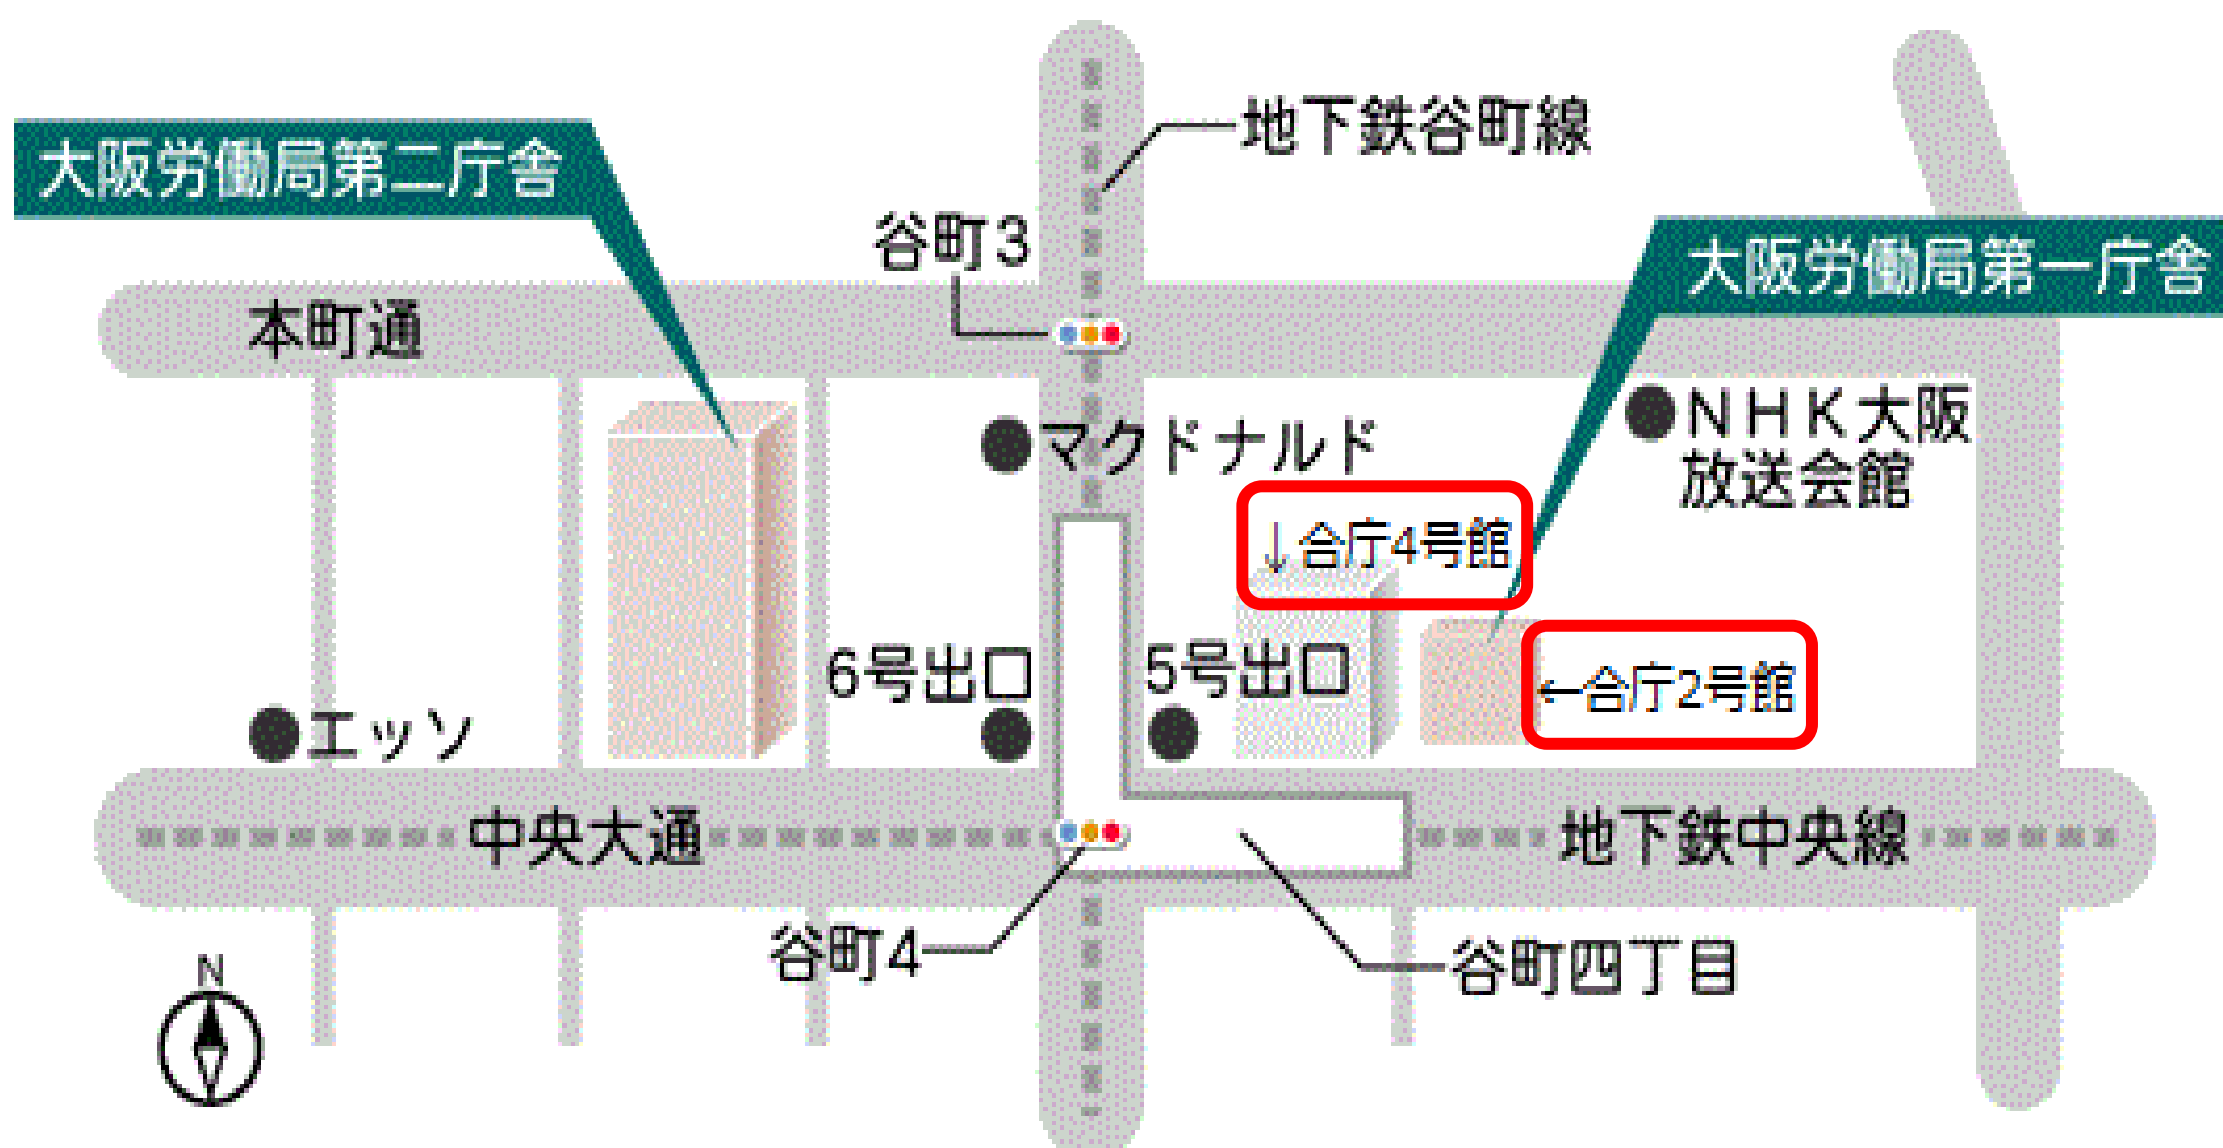 地下鉄谷町線
大阪労働局第二庁舎
谷町3
大阪労働局第一庁舎
本町通
マクドナルド
NHK大阪
放送会館
↓合庁4号館
6号出口
5号出口
←合庁2号館
エッソ
中央大通
地下鉄中央線
谷町4
谷町四丁目
N